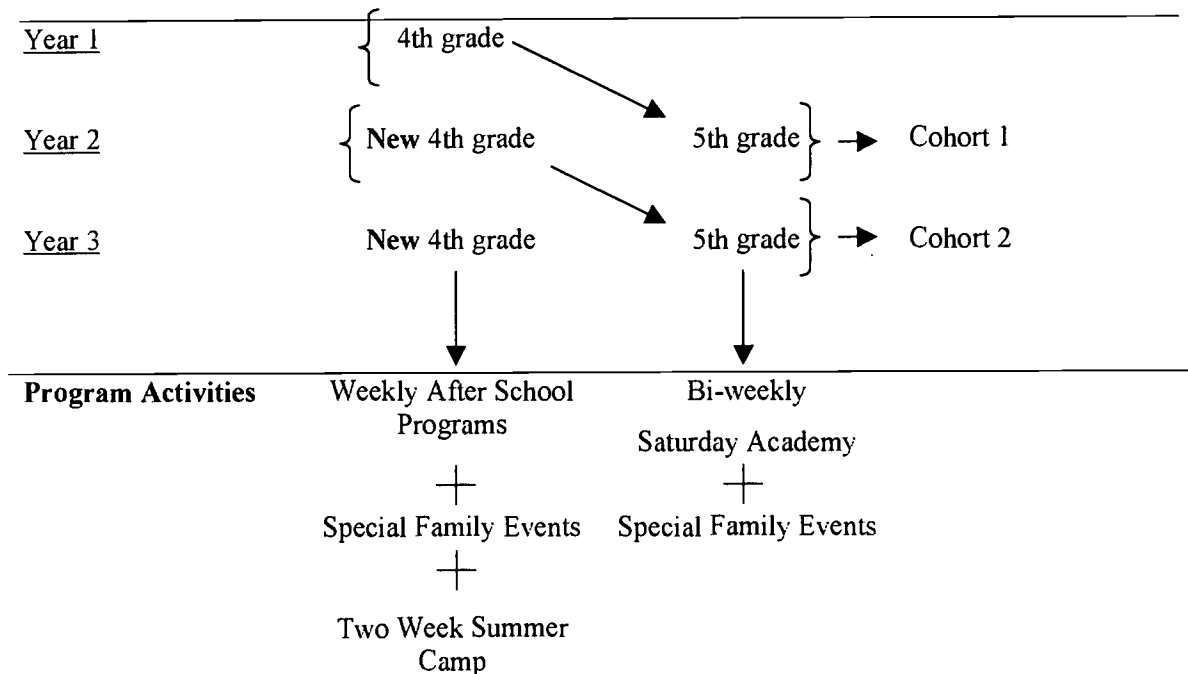 Year 1 4th grade
Year 2 New 4th grade 5th grade Cohort 1
Year 3 New 4th grade 5th grade Cohort 2
Program Activities Weekly After School Bi-weekly
Programs
Saturday Academy
+ +
Special Family Events Special Family Events
+
Two Week Summer
Camp